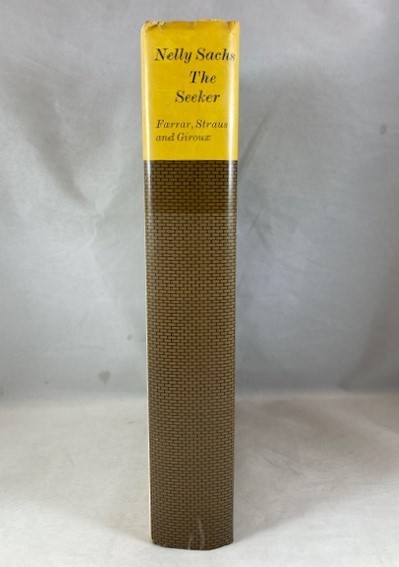 Nelly Sachs
The
Seeker
Farrar, Straus
and Giroux